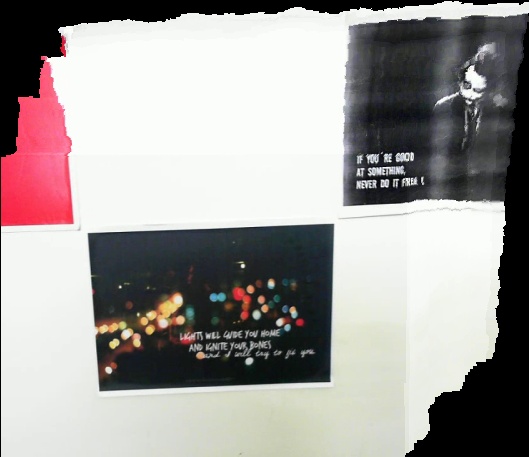 IF YOU'RE GOOD
AT SOMETHING,
NEVER DO IT FREE !
LIGHTS WILL GUIDE YOU HOME
AND IGNITE YOUR BONES
and I will try to fix you